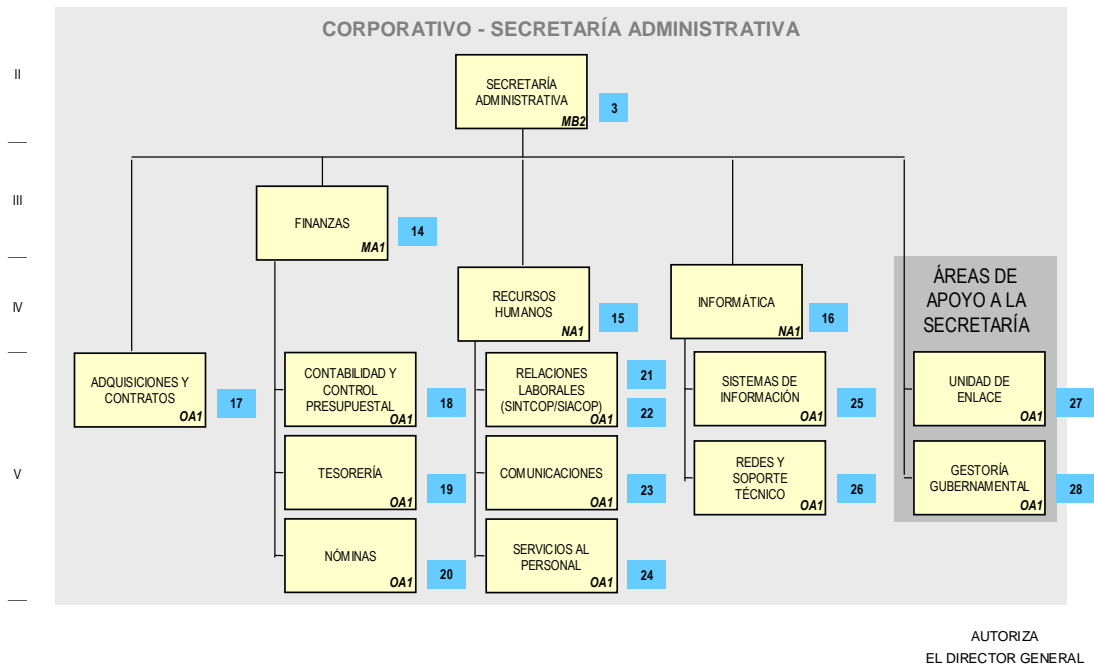 CORPORATIVO - SECRETARÍA ADMINISTRATIVA
II
SECRETARÍA
ADMINISTRATIVA
MB2
3
III
FINANZAS
MA1
14
IV
RECURSOS
HUMANOS
NA1
15
INFORMÁTICA
NA1
16
ÁREAS DE
APOYO A LA
SECRETARÍA
V
ADQUISICIONES Y
CONTRATOS
OA1
17
CONTABILIDAD Y
CONTROL
PRESUPUESTAL
OA1
18
RELACIONES
LABORALES
(SINTCOP/SIACOP)
OA1
21
22
SISTEMAS DE
INFORMACIÓN
OA1
25
UNIDAD DE
ENLACE
OA1
27
TESORERÍA
OA1
19
COMUNICACIONES
OA1
23
REDES Y
SOPORTE
TÉCNICO
OA1
26
GESTORÍA
GUBERNAMENTAL
OA1
28
NÓMINAS
OA1
20
SERVICIOS AL
PERSONAL
OA1
24
AUTORIZA
EL DIRECTOR GENERAL